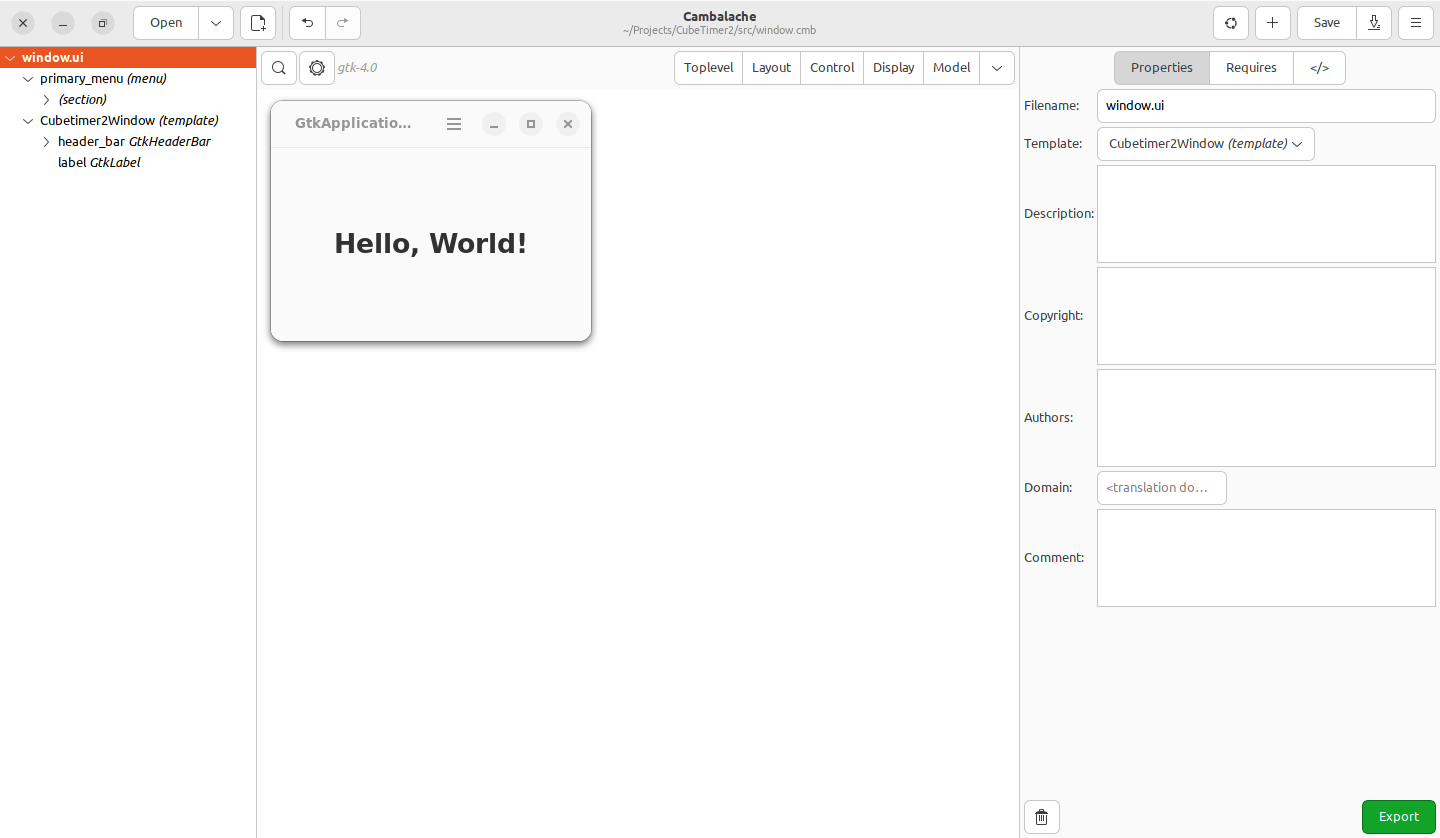 Open
Cambalache
~/Projects/CubeTimer2/src/window.cmb
Save
window.ui
primary_menu (menu)
(section)
Cubetimer2Window (template)
header_bar GtkHeaderBar
label GtkLabel
gtk-4.0
Toplevel
Layout
Control
Display
Model
GtkApplicatio...
Hello, World!
Properties
Requires
</>
Filename:
window.ui
Template:
Cubetimer2Window (template)
Description:
Copyright:
Authors:
Domain:
<translation do...
Comment:
Export